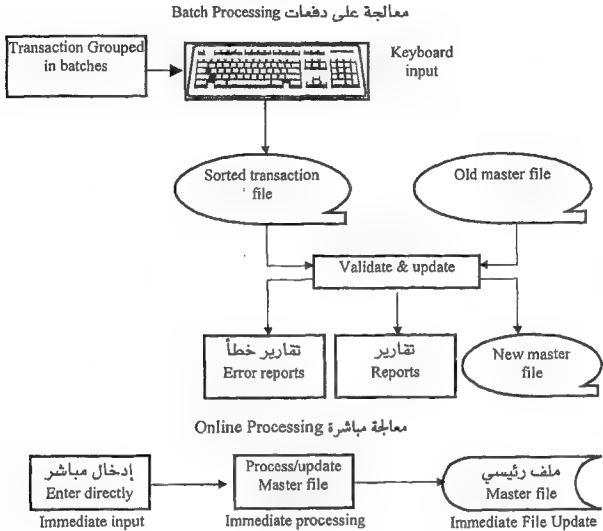 معالجة على دفعات Batch Processing
Transaction Grouped
in batches
Keyboard
input
Sorted transaction
file
Old master file
Validate & update
تقارير خطأ
Error reports
تقارير
Reports
New master
file
معالجة مباشرة Online Processing
إدخال مباشر
Enter directly
Process/update
Master file
ملف رئيسي
Master file
Immediate input
Immediate processing
Immediate File Update